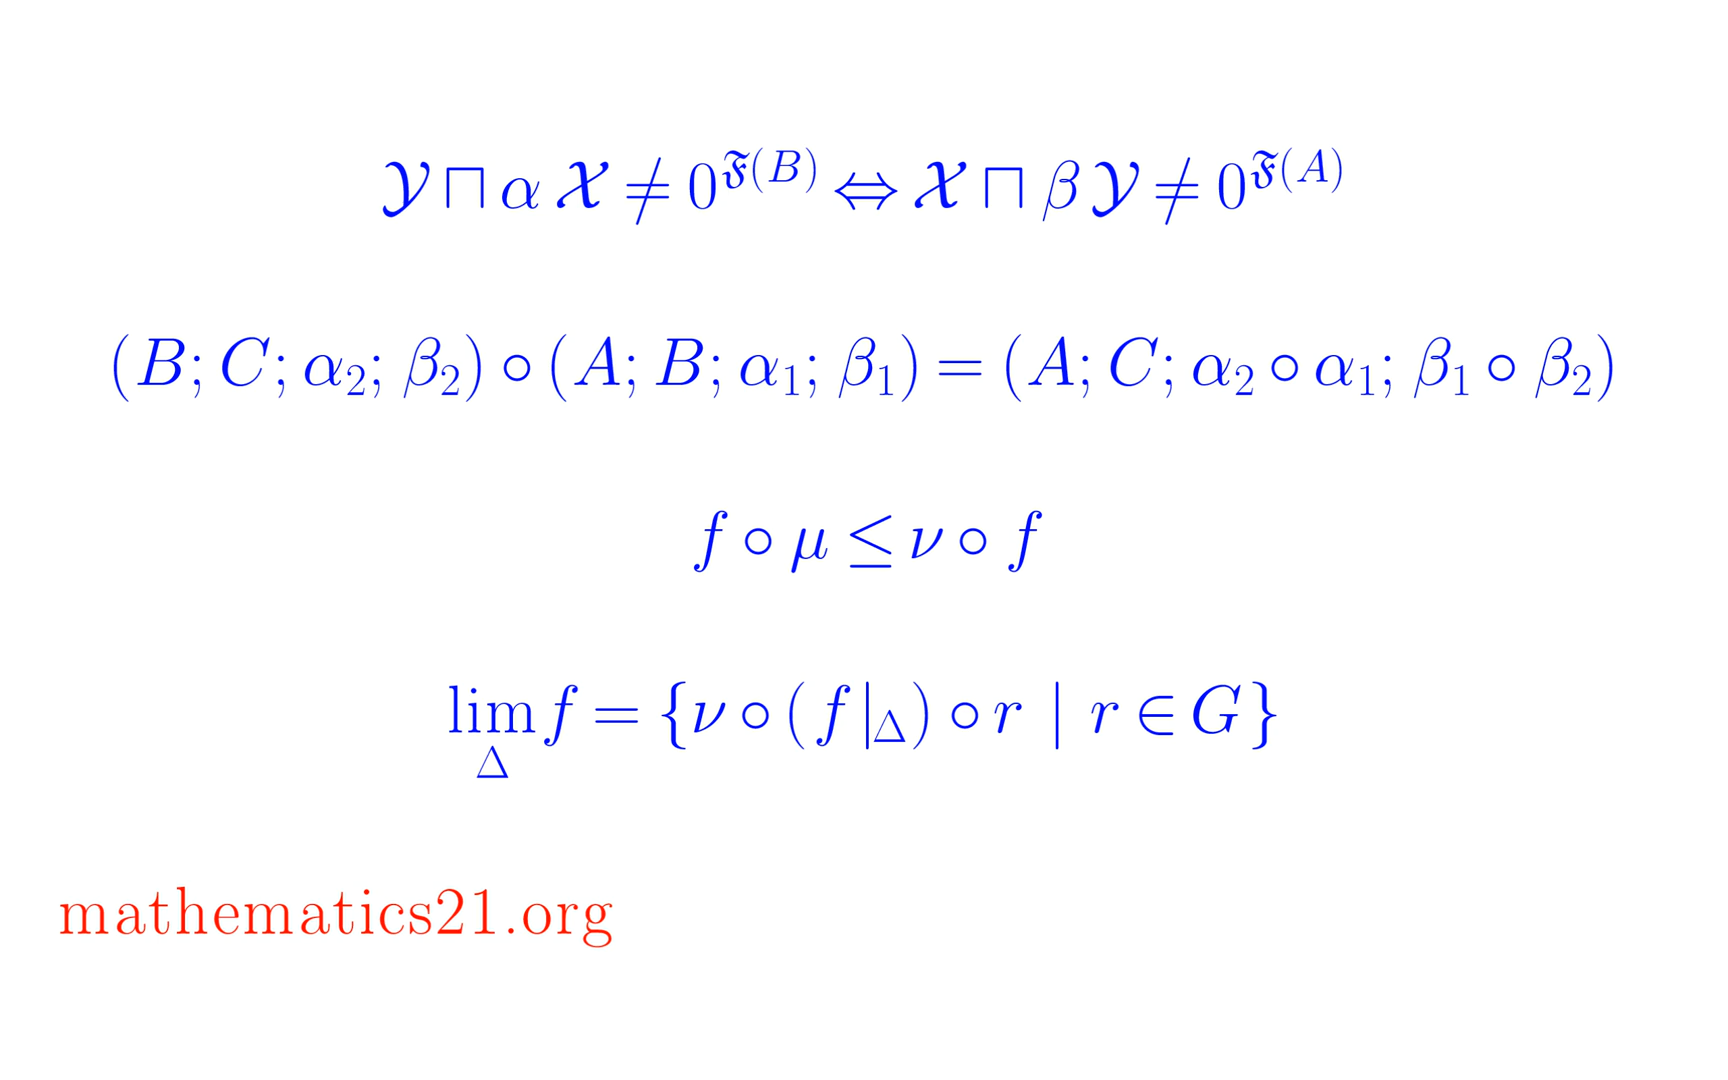 𝒴 ⊓ α 𝒳 ≠ 0^{𝔉(B)} ⇔ 𝒳 ⊓ β 𝒴 ≠ 0^{𝔉(A)}
(B; C; α₂; β₂) ∘ (A; B; α₁; β₁) = (A; C; α₂ ∘ α₁; β₁ ∘ β₂)
f ∘ μ ≤ ν ∘ f
lim_Δ f = {ν ∘ (f|_Δ) ∘ r | r ∈ G}
mathematics21.org